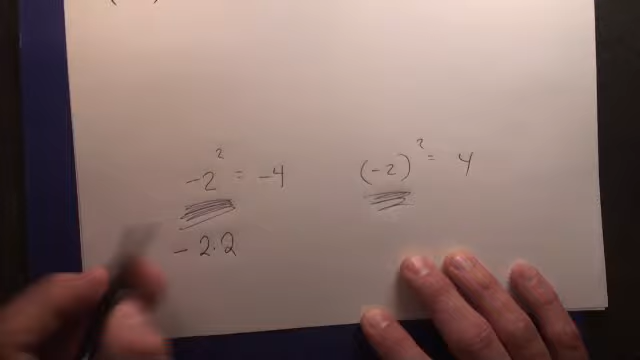 -2² = -4
(-2)² = 4
- 2·2